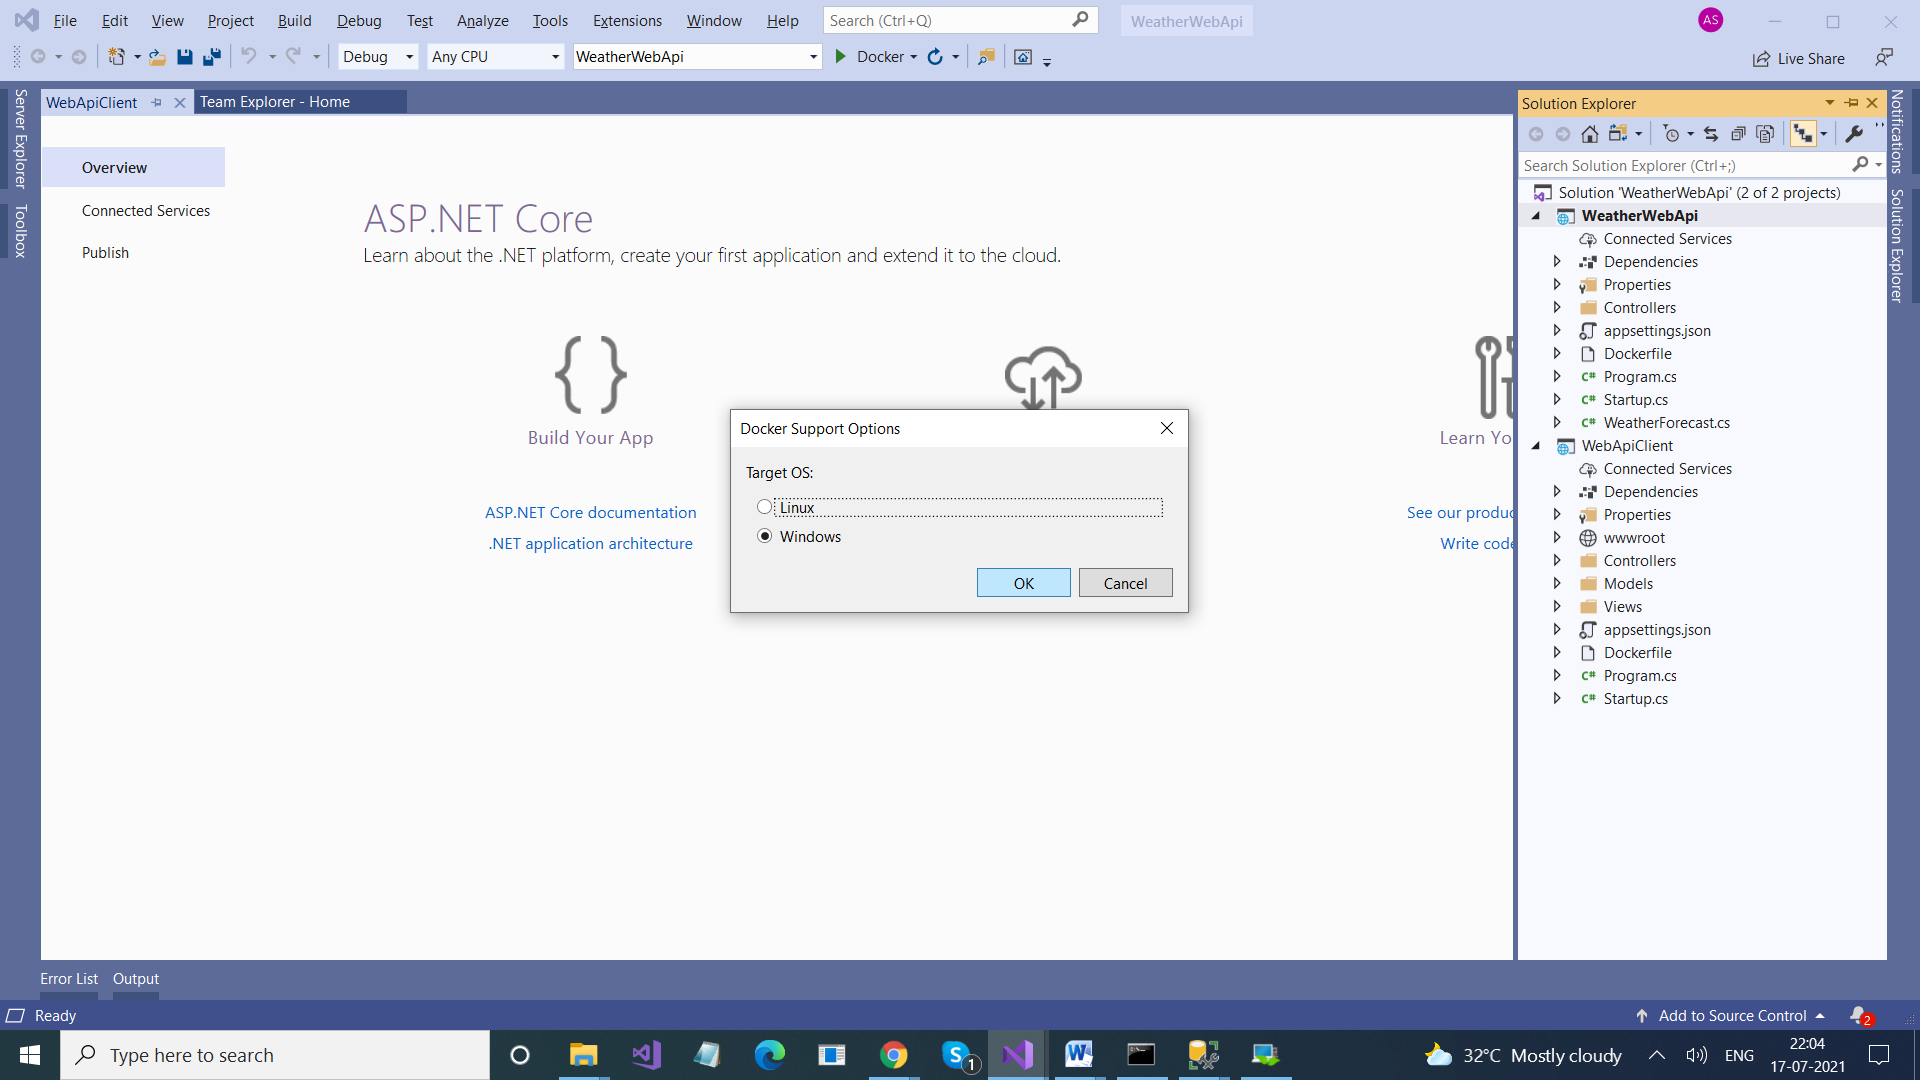 File Edit View Project Build Debug Test Analyze Tools Extensions Window Help Search (Ctrl+Q) WeatherWebApi AS
Debug Any CPU WeatherWebApi Docker Live Share
Server Explorer
Toolbox
WebApiClient Team Explorer - Home
Overview
Connected Services
Publish
ASP.NET Core
Learn about the .NET platform, create your first application and extend it to the cloud.
Build Your App
ASP.NET Core documentation
.NET application architecture
Learn Yo
See our produc
Write code
Docker Support Options
Target OS:
Linux
Windows
OK Cancel
Solution Explorer
Search Solution Explorer (Ctrl+;)
Solution 'WeatherWebApi' (2 of 2 projects)
WeatherWebApi
Connected Services
Dependencies
Properties
Controllers
appsettings.json
Dockerfile
C# Program.cs
C# Startup.cs
C# WeatherForecast.cs
WebApiClient
Connected Services
Dependencies
Properties
wwwroot
Controllers
Models
Views
appsettings.json
Dockerfile
C# Program.cs
C# Startup.cs
Notifications
Solution Explorer
Error List Output
Ready Add to Source Control 2
Type here to search S 1 W 32°C Mostly cloudy ENG 22:04
17-07-2021